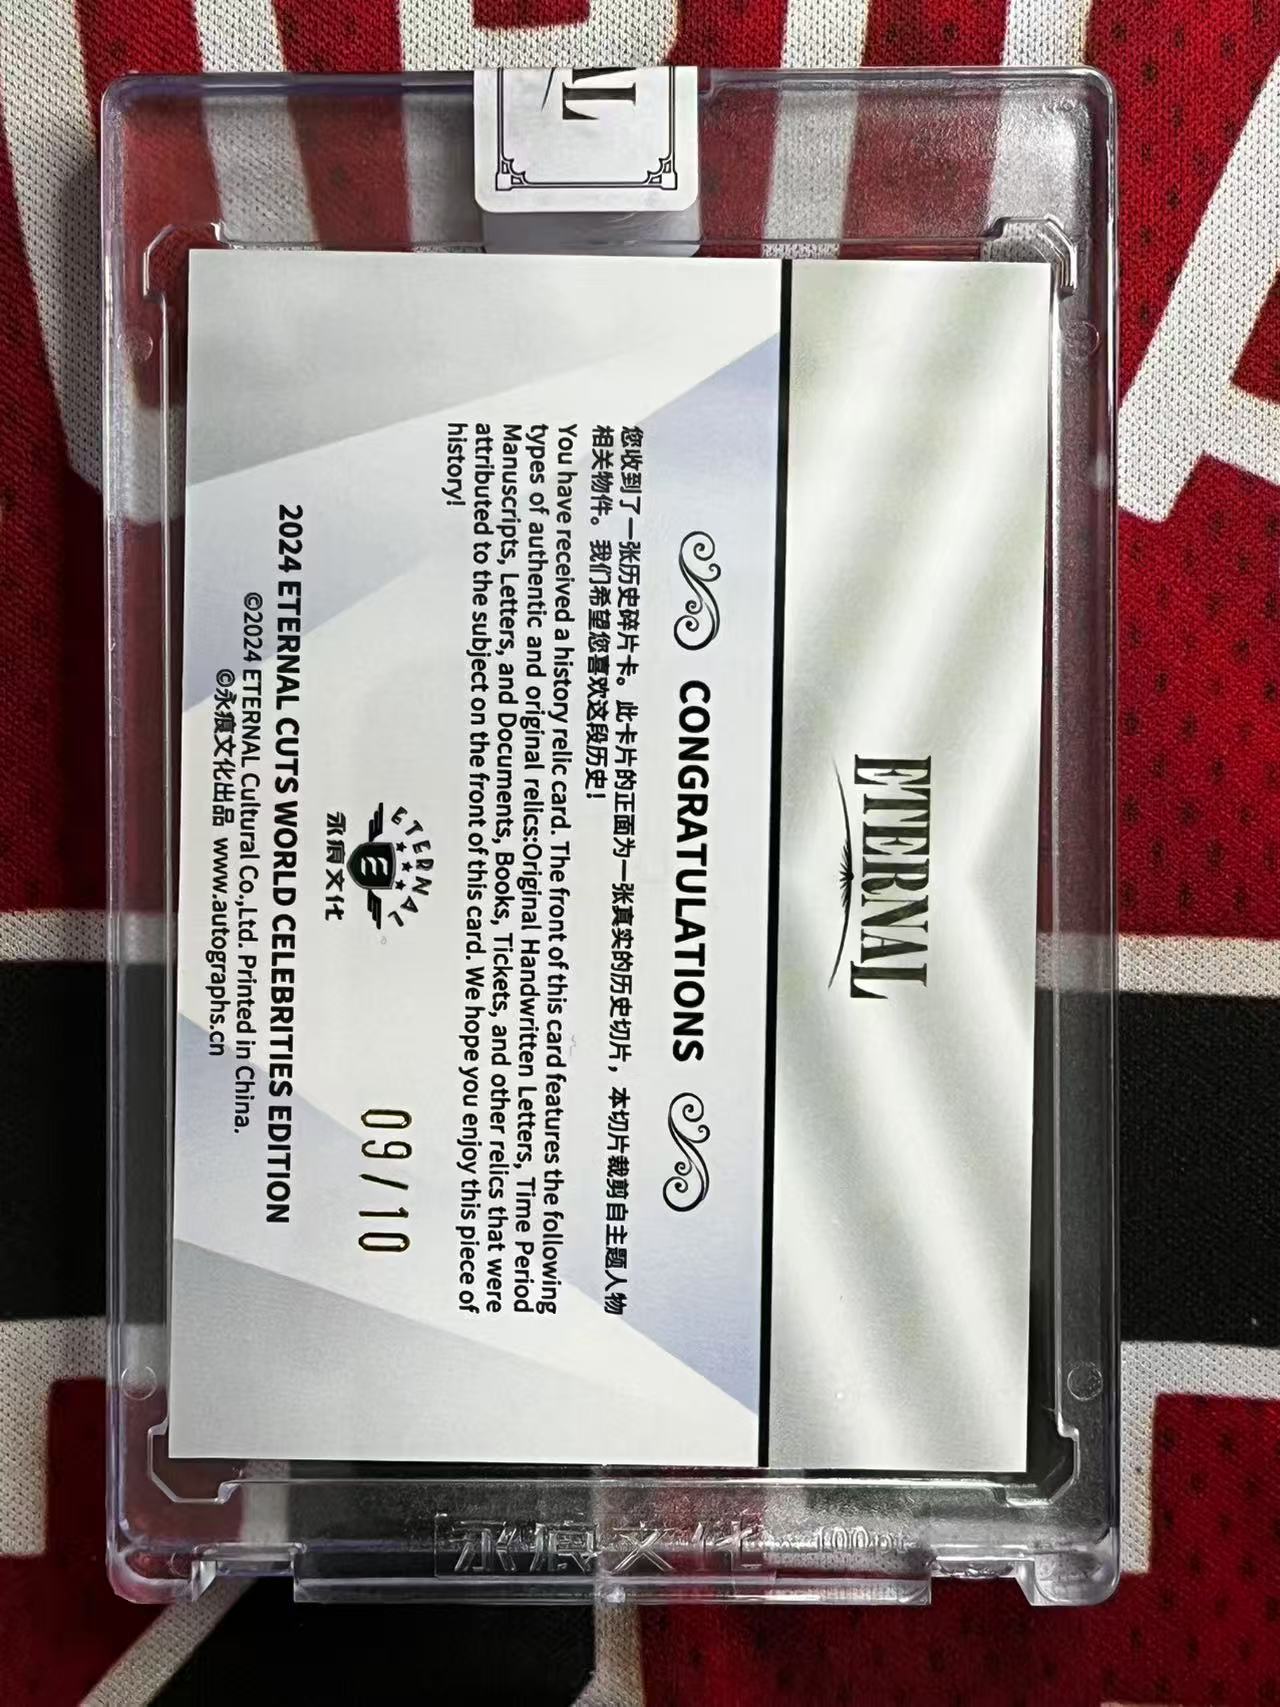 NAL
ETERNAL
CONGRATULATIONS
您收到了一张历史碎片卡。此卡片的正面为一张真实的历史切片，本切片裁剪自主题人物
相关物件。我们希望您喜欢这段历史！
You have received a history relic card. The front of this card features the following
types of authentic and original relics:Original Handwritten Letters, Time Period
Manuscripts, Letters, and Documents, Books, Tickets, and other relics that were
attributed to the subject on the front of this card. We hope you enjoy this piece of
history!
ETERNAL
E
永痕文化
09/10
2024 ETERNAL CUTS WORLD CELEBRITIES EDITION
©2024 ETERNAL Cultural Co.,Ltd. Printed in China.
©永痕文化出品 www.autographs.cn
永痕文化 100pt